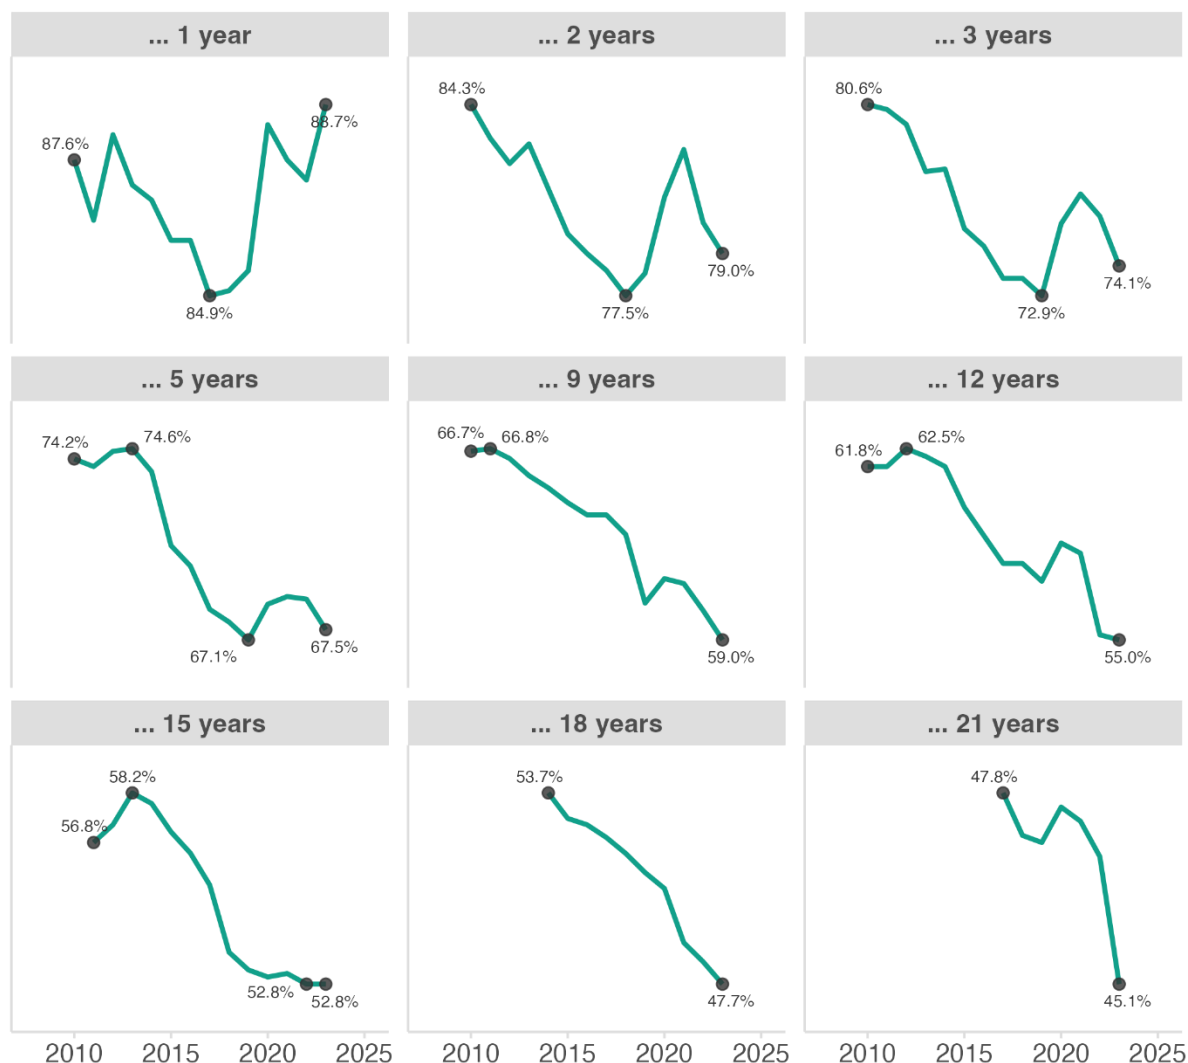 ... 1 year
... 2 years
... 3 years
87.6%
88.7%
84.9%
84.3%
79.0%
77.5%
80.6%
74.1%
72.9%
... 5 years
... 9 years
... 12 years
74.2%
74.6%
67.1%
67.5%
66.7%
66.8%
59.0%
61.8%
62.5%
55.0%
... 15 years
... 18 years
... 21 years
58.2%
56.8%
52.8%
52.8%
53.7%
47.7%
47.8%
45.1%
2010 2015 2020 2025
2010 2015 2020 2025
2010 2015 2020 2025